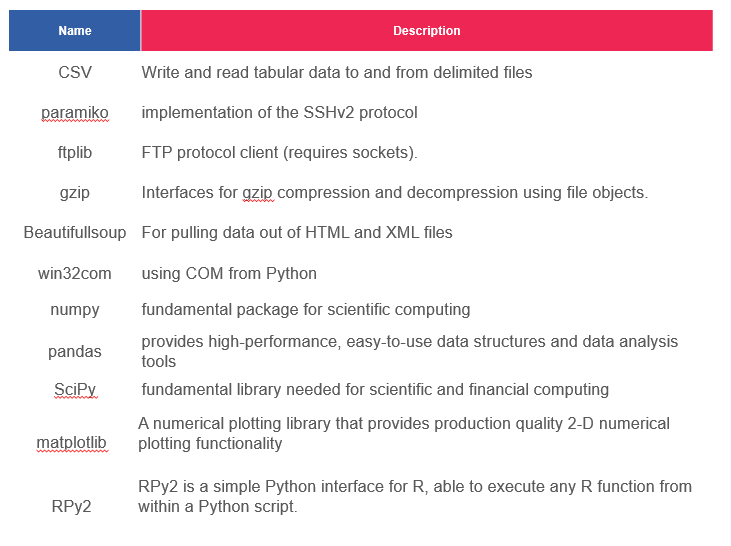 Name Description
CSV Write and read tabular data to and from delimited files
paramiko implementation of the SSHv2 protocol
ftplib FTP protocol client (requires sockets).
gzip Interfaces for gzip compression and decompression using file objects.
Beautifullsoup For pulling data out of HTML and XML files
win32com using COM from Python
numpy fundamental package for scientific computing
pandas provides high-performance, easy-to-use data structures and data analysis
tools
SciPy fundamental library needed for scientific and financial computing
matplotlib A numerical plotting library that provides production quality 2-D numerical
plotting functionality
RPy2 RPy2 is a simple Python interface for R, able to execute any R function from
within a Python script.